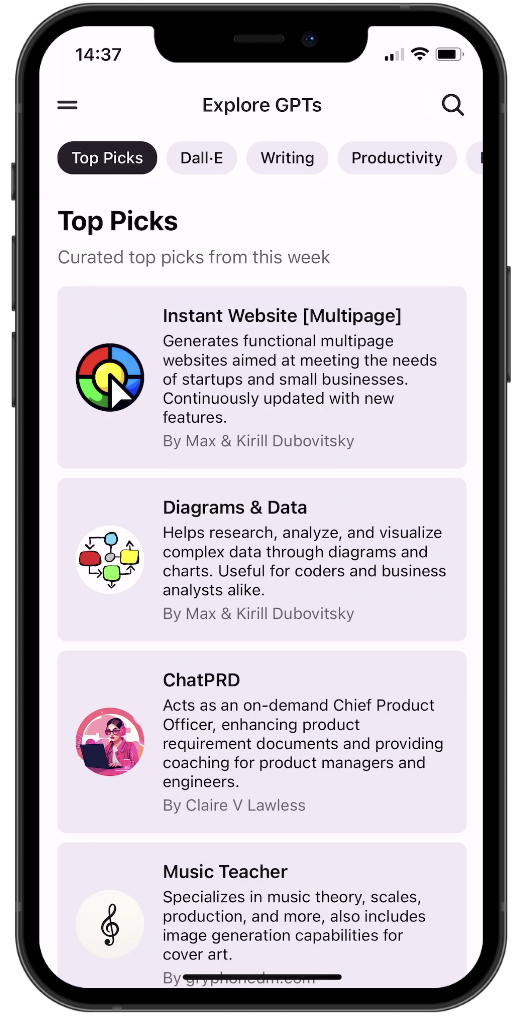 14:37
Explore GPTs
Top Picks
Dall·E
Writing
Productivity
Top Picks
Curated top picks from this week
Instant Website [Multipage]
Generates functional multipage
websites aimed at meeting the needs
of startups and small businesses.
Continuously updated with new
features.
By Max & Kirill Dubovitsky
Diagrams & Data
Helps research, analyze, and visualize
complex data through diagrams and
charts. Useful for coders and business
analysts alike.
By Max & Kirill Dubovitsky
ChatPRD
Acts as an on-demand Chief Product
Officer, enhancing product
requirement documents and providing
coaching for product managers and
engineers.
By Claire V Lawless
Music Teacher
Specializes in music theory, scales,
production, and more, also includes
image generation capabilities for
cover art.
By gryphonedm.com